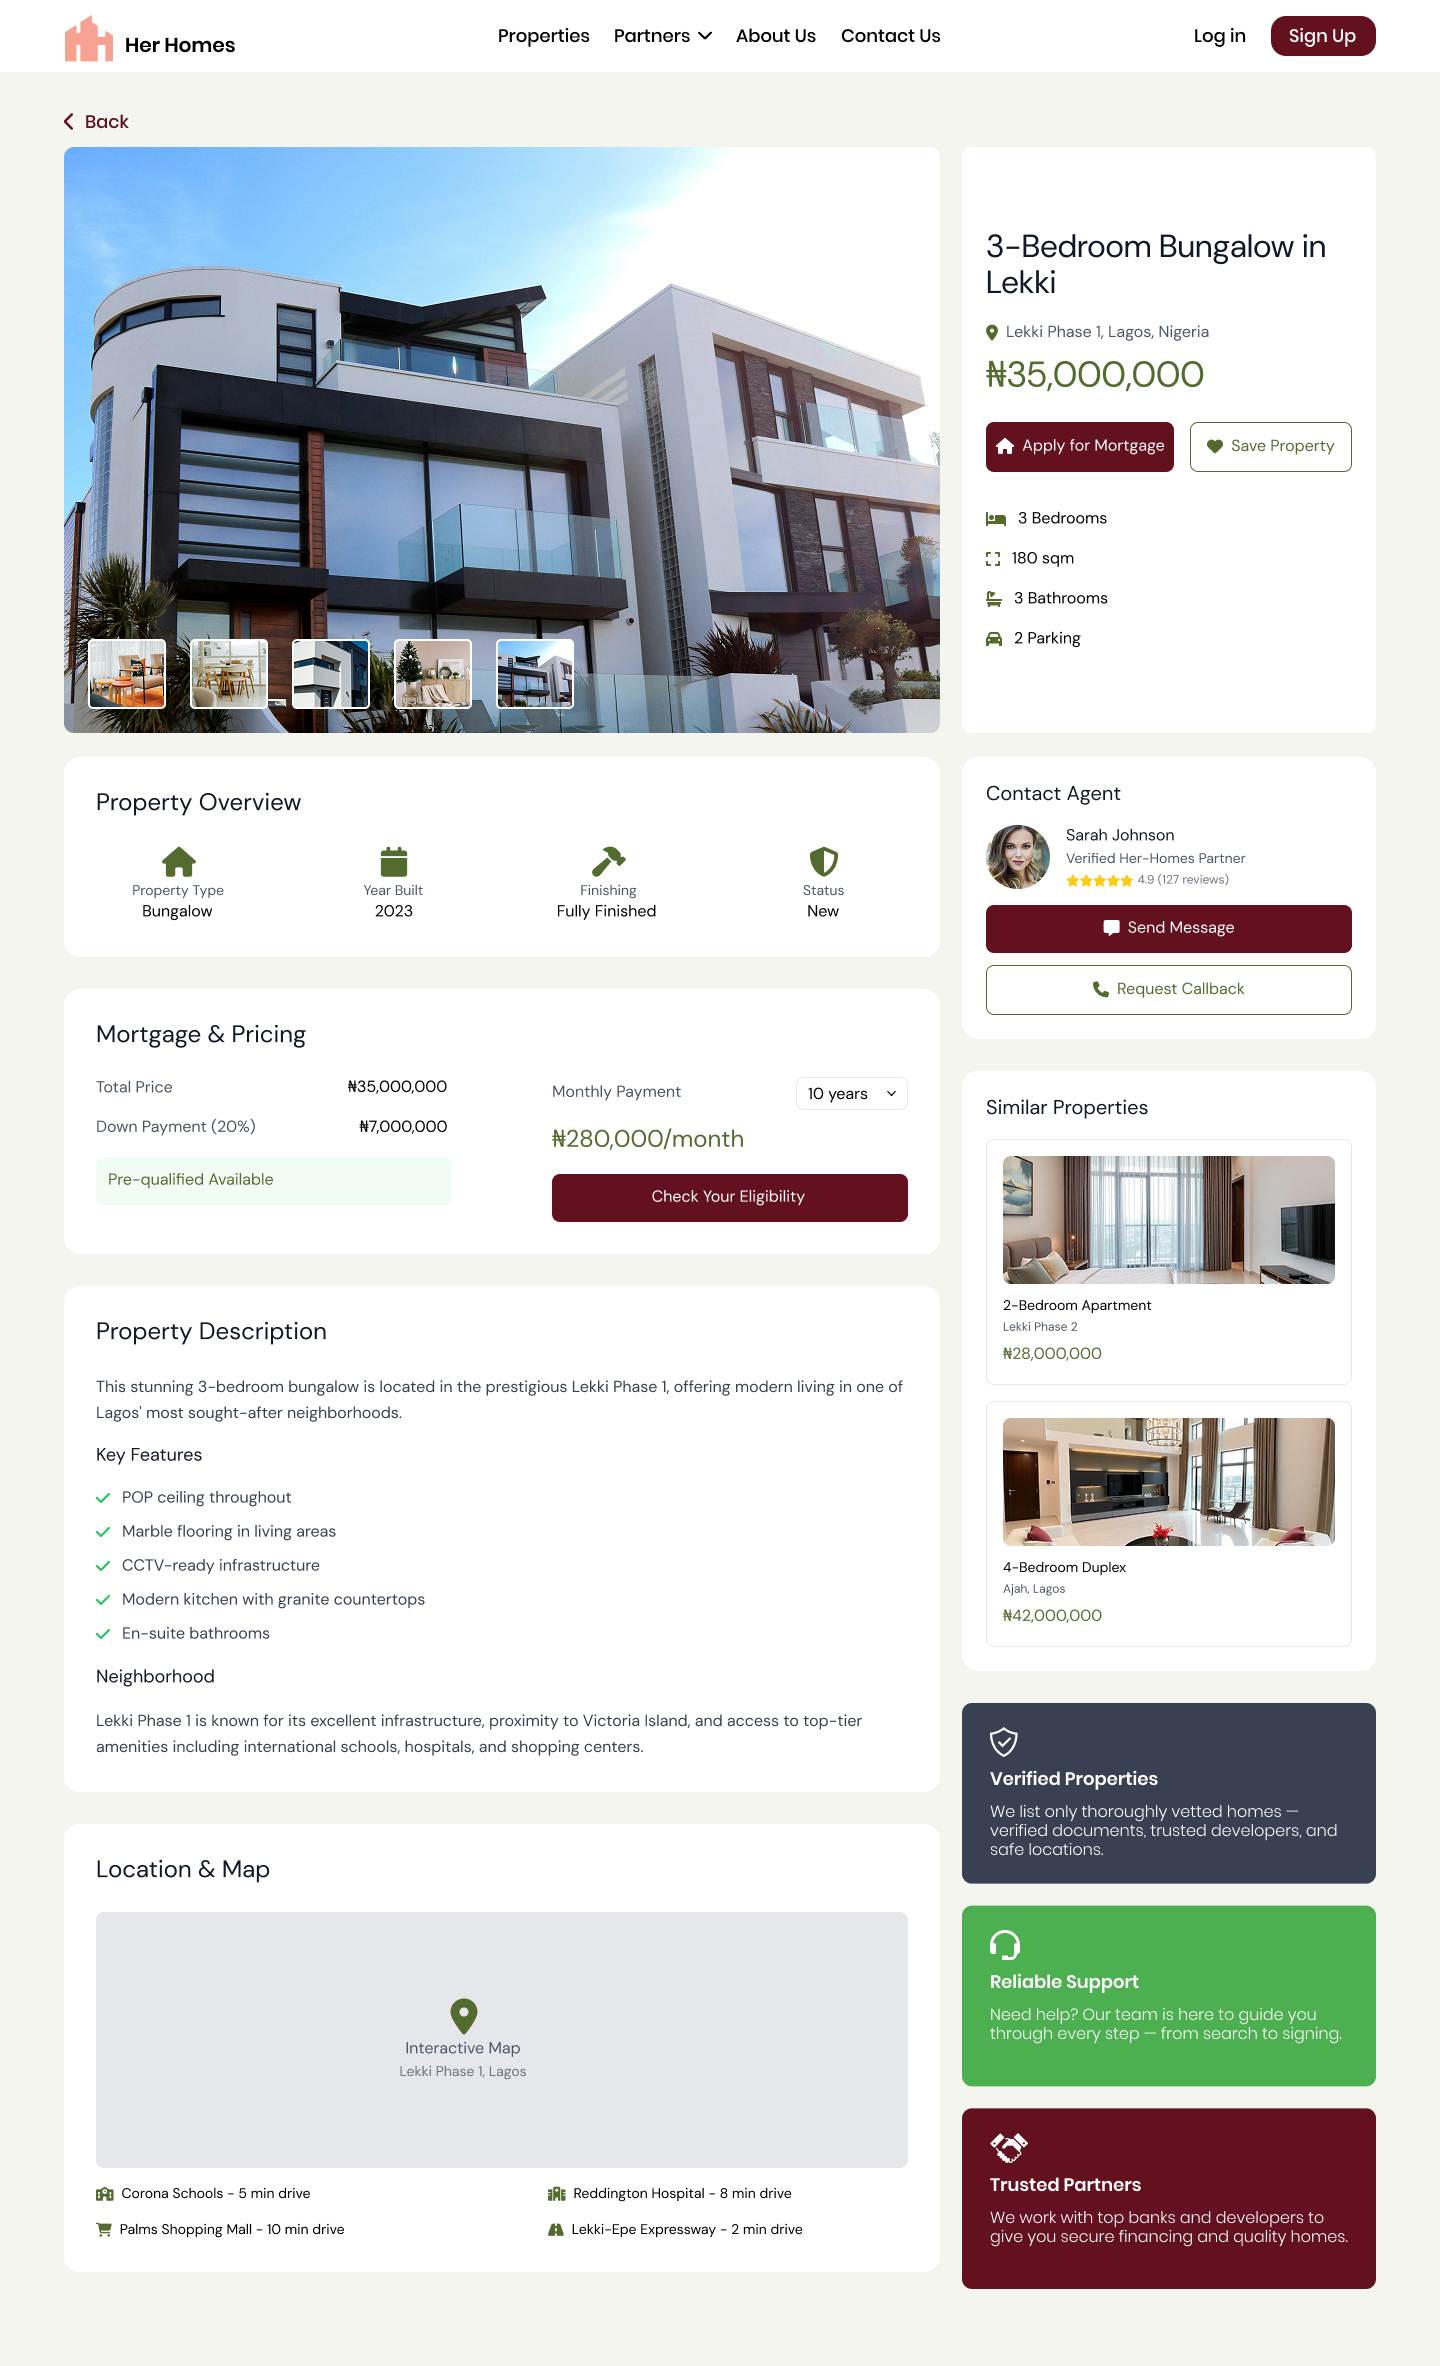 Her Homes
Properties
Partners
About Us
Contact Us
Log in
Sign Up
Back
3-Bedroom Bungalow in
Lekki
Lekki Phase 1, Lagos, Nigeria
₦35,000,000
Apply for Mortgage
Save Property
3 Bedrooms
180 sqm
3 Bathrooms
2 Parking
Property Overview
Property Type
Bungalow
Year Built
2023
Finishing
Fully Finished
Status
New
Contact Agent
Sarah Johnson
Verified Her-Homes Partner
4.9 (127 reviews)
Send Message
Request Callback
Mortgage & Pricing
Total Price
₦35,000,000
Down Payment (20%)
₦7,000,000
Pre-qualified Available
Monthly Payment
10 years
₦280,000/month
Check Your Eligibility
Similar Properties
2-Bedroom Apartment
Lekki Phase 2
₦28,000,000
4-Bedroom Duplex
Ajah, Lagos
₦42,000,000
Property Description
This stunning 3-bedroom bungalow is located in the prestigious Lekki Phase 1, offering modern living in one of
Lagos' most sought-after neighborhoods.
Key Features
POP ceiling throughout
Marble flooring in living areas
CCTV-ready infrastructure
Modern kitchen with granite countertops
En-suite bathrooms
Neighborhood
Lekki Phase 1 is known for its excellent infrastructure, proximity to Victoria Island, and access to top-tier
amenities including international schools, hospitals, and shopping centers.
Verified Properties
We list only thoroughly vetted homes —
verified documents, trusted developers, and
safe locations.
Reliable Support
Need help? Our team is here to guide you
through every step — from search to signing.
Trusted Partners
We work with top banks and developers to
give you secure financing and quality homes.
Location & Map
Interactive Map
Lekki Phase 1, Lagos
Corona Schools - 5 min drive
Reddington Hospital - 8 min drive
Palms Shopping Mall - 10 min drive
Lekki-Epe Expressway - 2 min drive